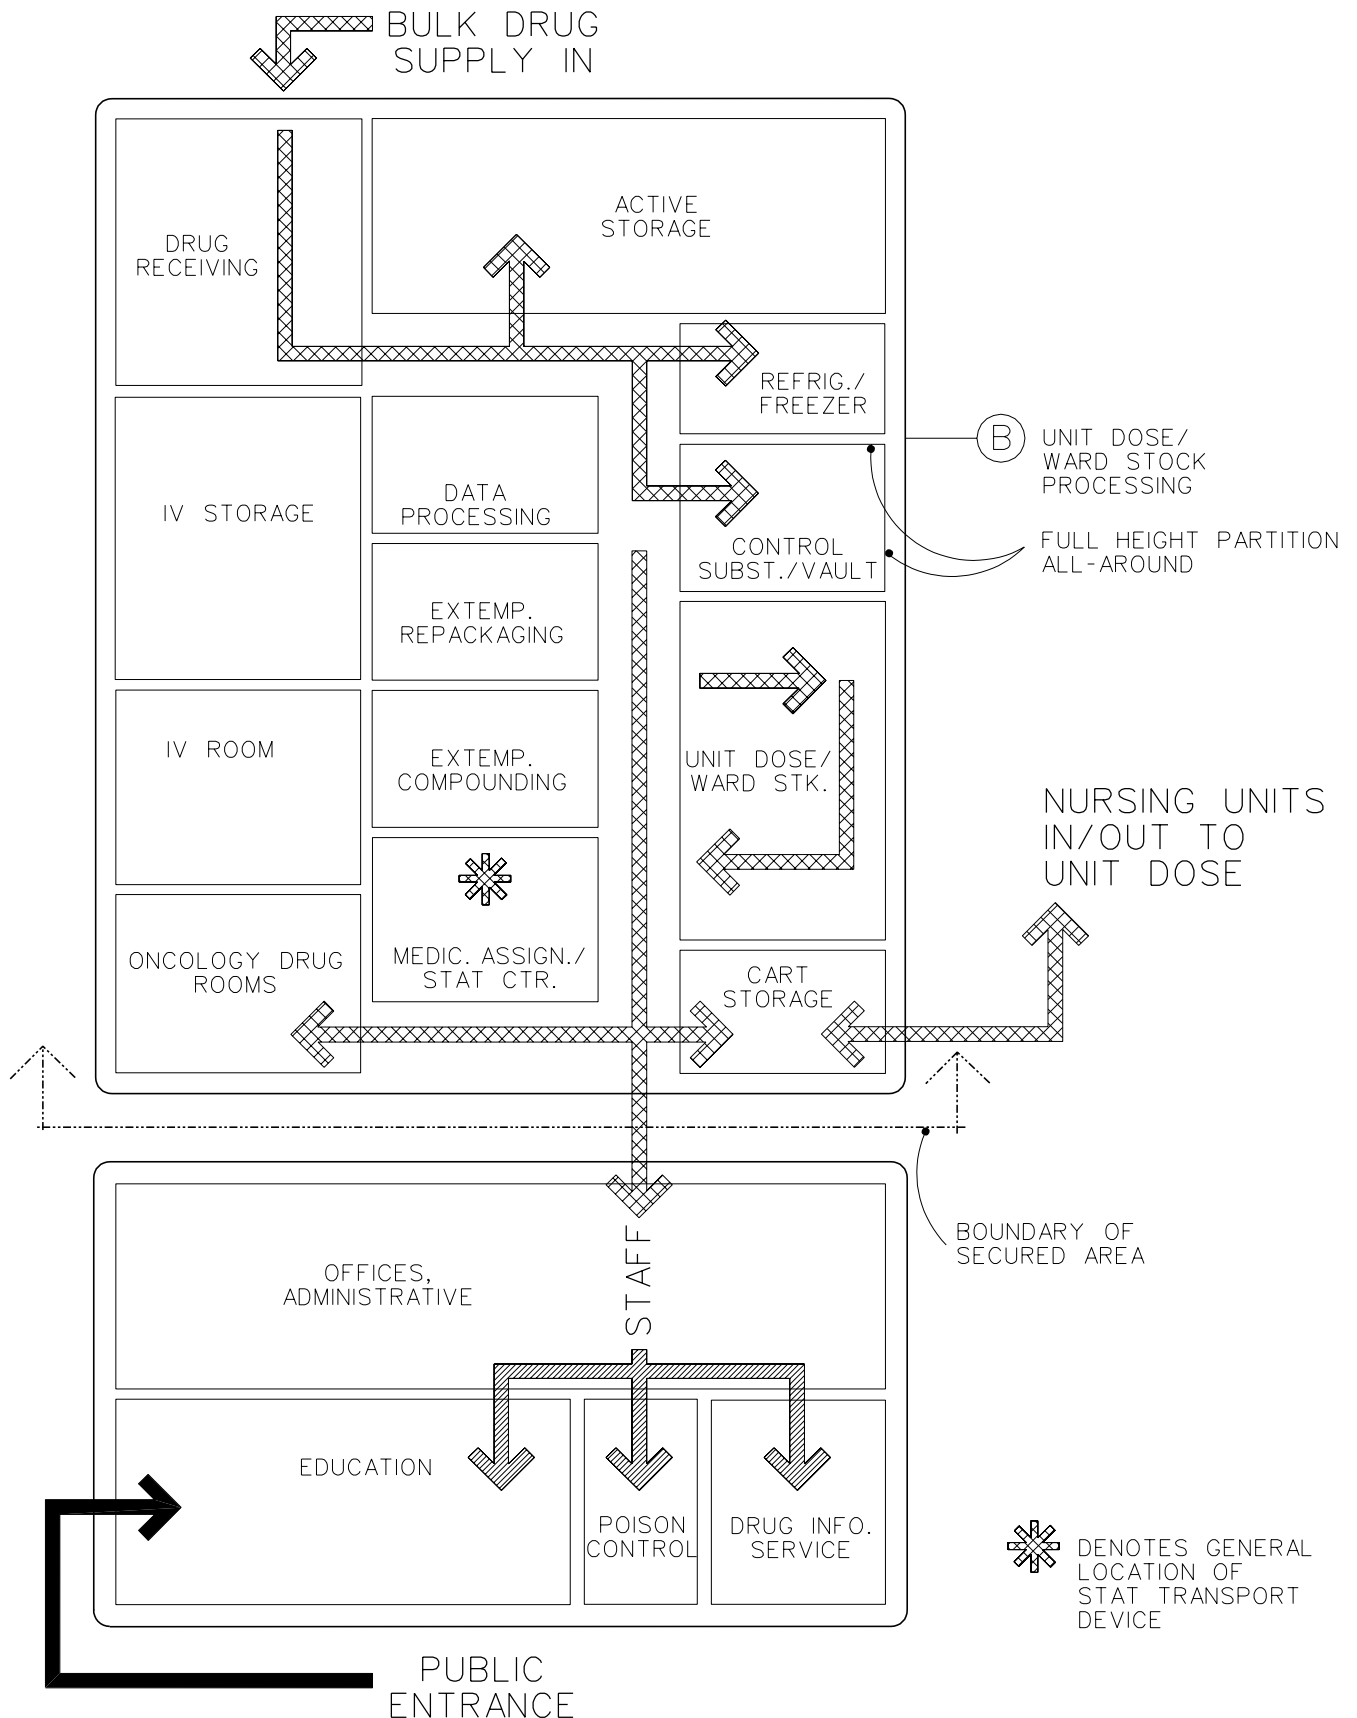 BULK DRUG
SUPPLY IN
ACTIVE
STORAGE
DRUG
RECEIVING
REFRIG./
FREEZER
B
UNIT DOSE/
WARD STOCK
PROCESSING
IV STORAGE
DATA
PROCESSING
CONTROL
SUBST./VAULT
FULL HEIGHT PARTITION
ALL-AROUND
EXTEMP.
REPACKAGING
IV ROOM
EXTEMP.
COMPOUNDING
UNIT DOSE/
WARD STK.
NURSING UNITS
IN/OUT TO
UNIT DOSE
ONCOLOGY DRUG
ROOMS
MEDIC. ASSIGN./
STAT CTR.
CART
STORAGE
BOUNDARY OF
SECURED AREA
OFFICES,
ADMINISTRATIVE
STAFF
EDUCATION
POISON
CONTROL
DRUG INFO.
SERVICE
DENOTES GENERAL
LOCATION OF
STAT TRANSPORT
DEVICE
PUBLIC
ENTRANCE